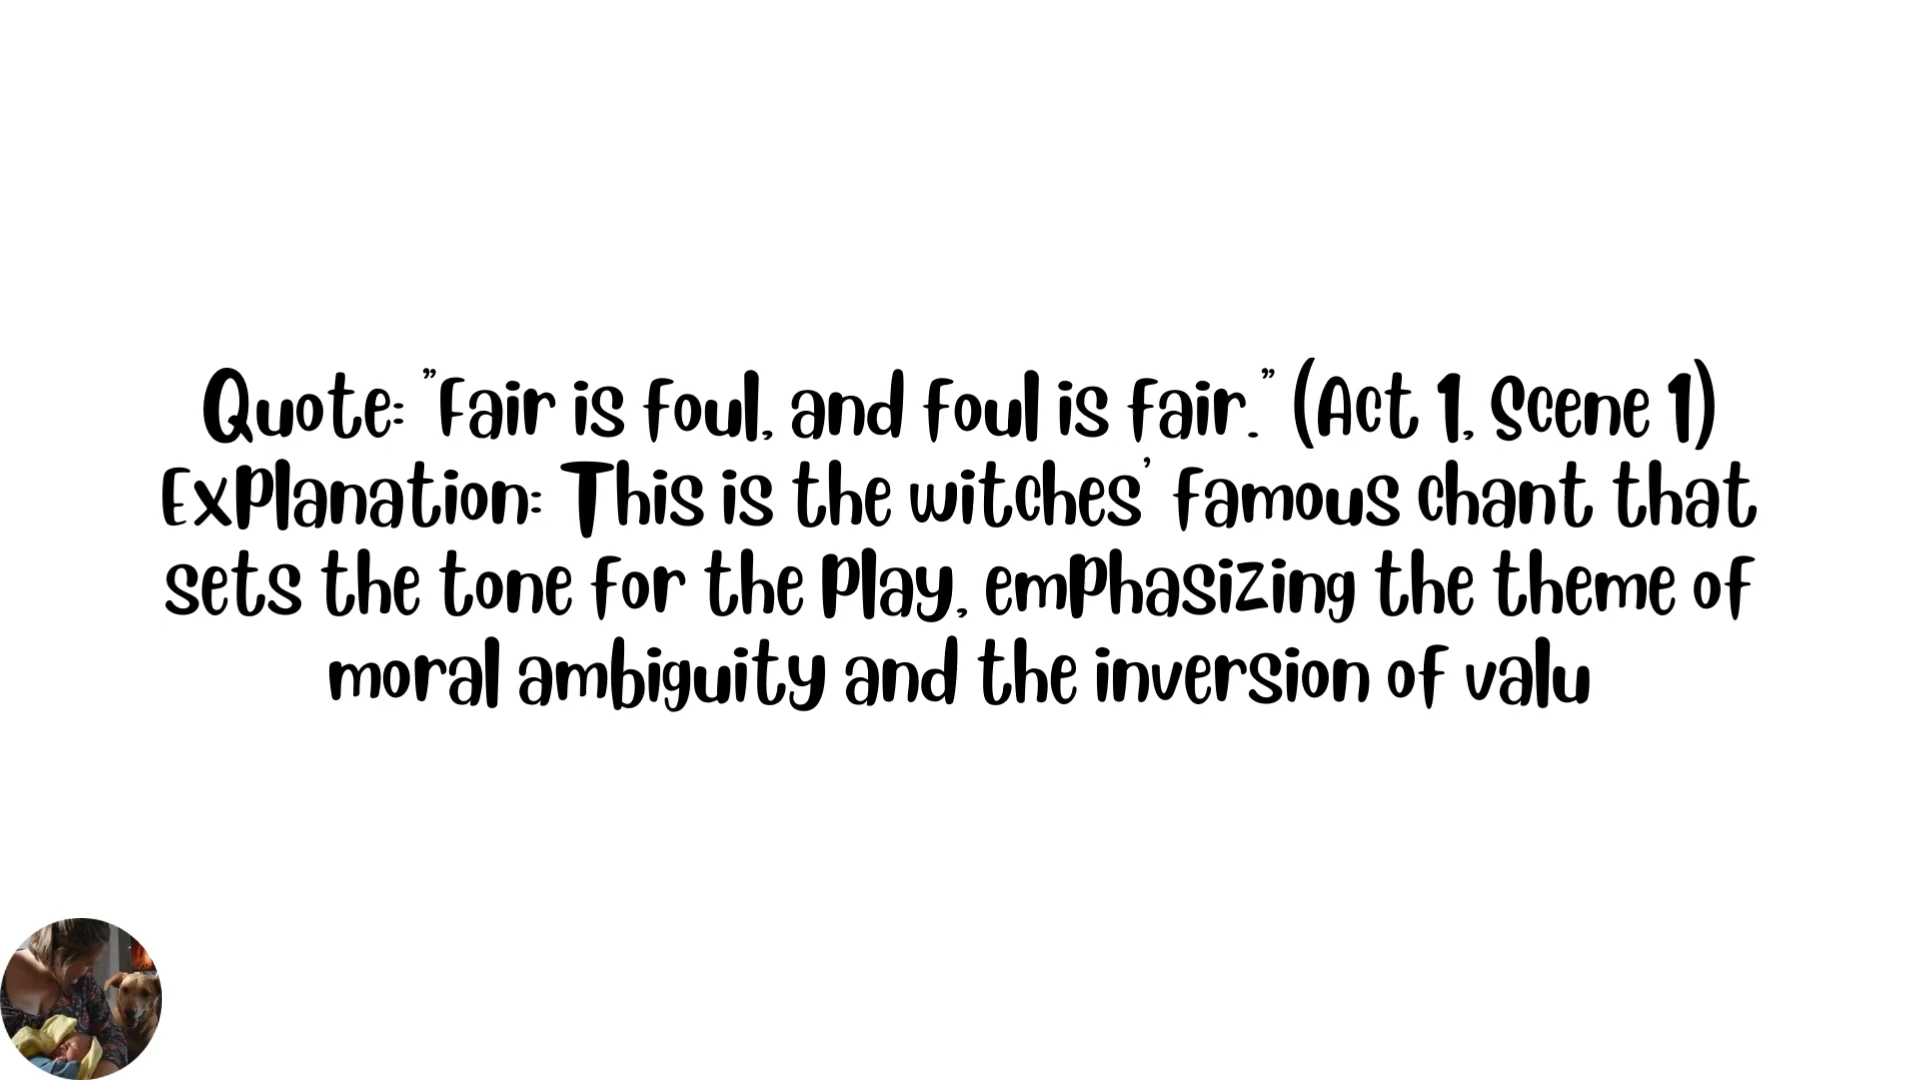 Quote: "Fair is foul, and foul is fair." (Act 1, Scene 1)
Explanation: This is the witches' famous chant that
sets the tone for the play, emphasizing the theme of
moral ambiguity and the inversion of valu